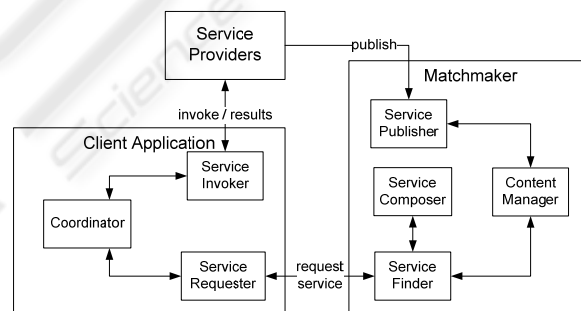 Service
Providers
publish
Matchmaker
invoke / results
Service
Publisher
Client Application
Service
Invoker
Service
Composer
Content
Manager
Coordinator
Service
Requester
request
service
Service
Finder
Science